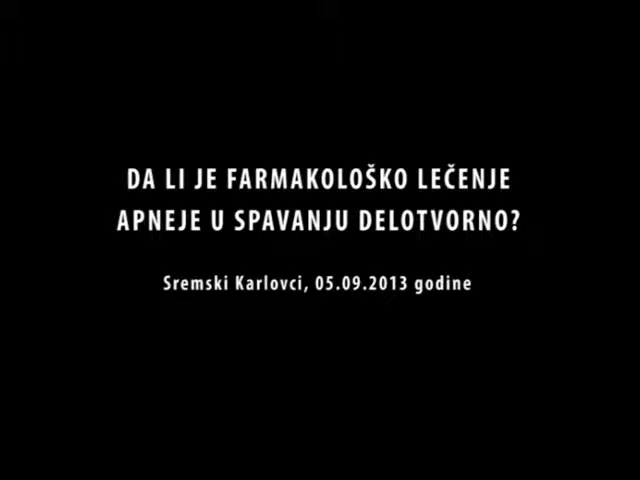 DA LI JE FARMAKOLOŠKO LEČENJE
APNEJE U SPAVANJU DELOTVORNO?
Sremski Karlovci, 05.09.2013 godine